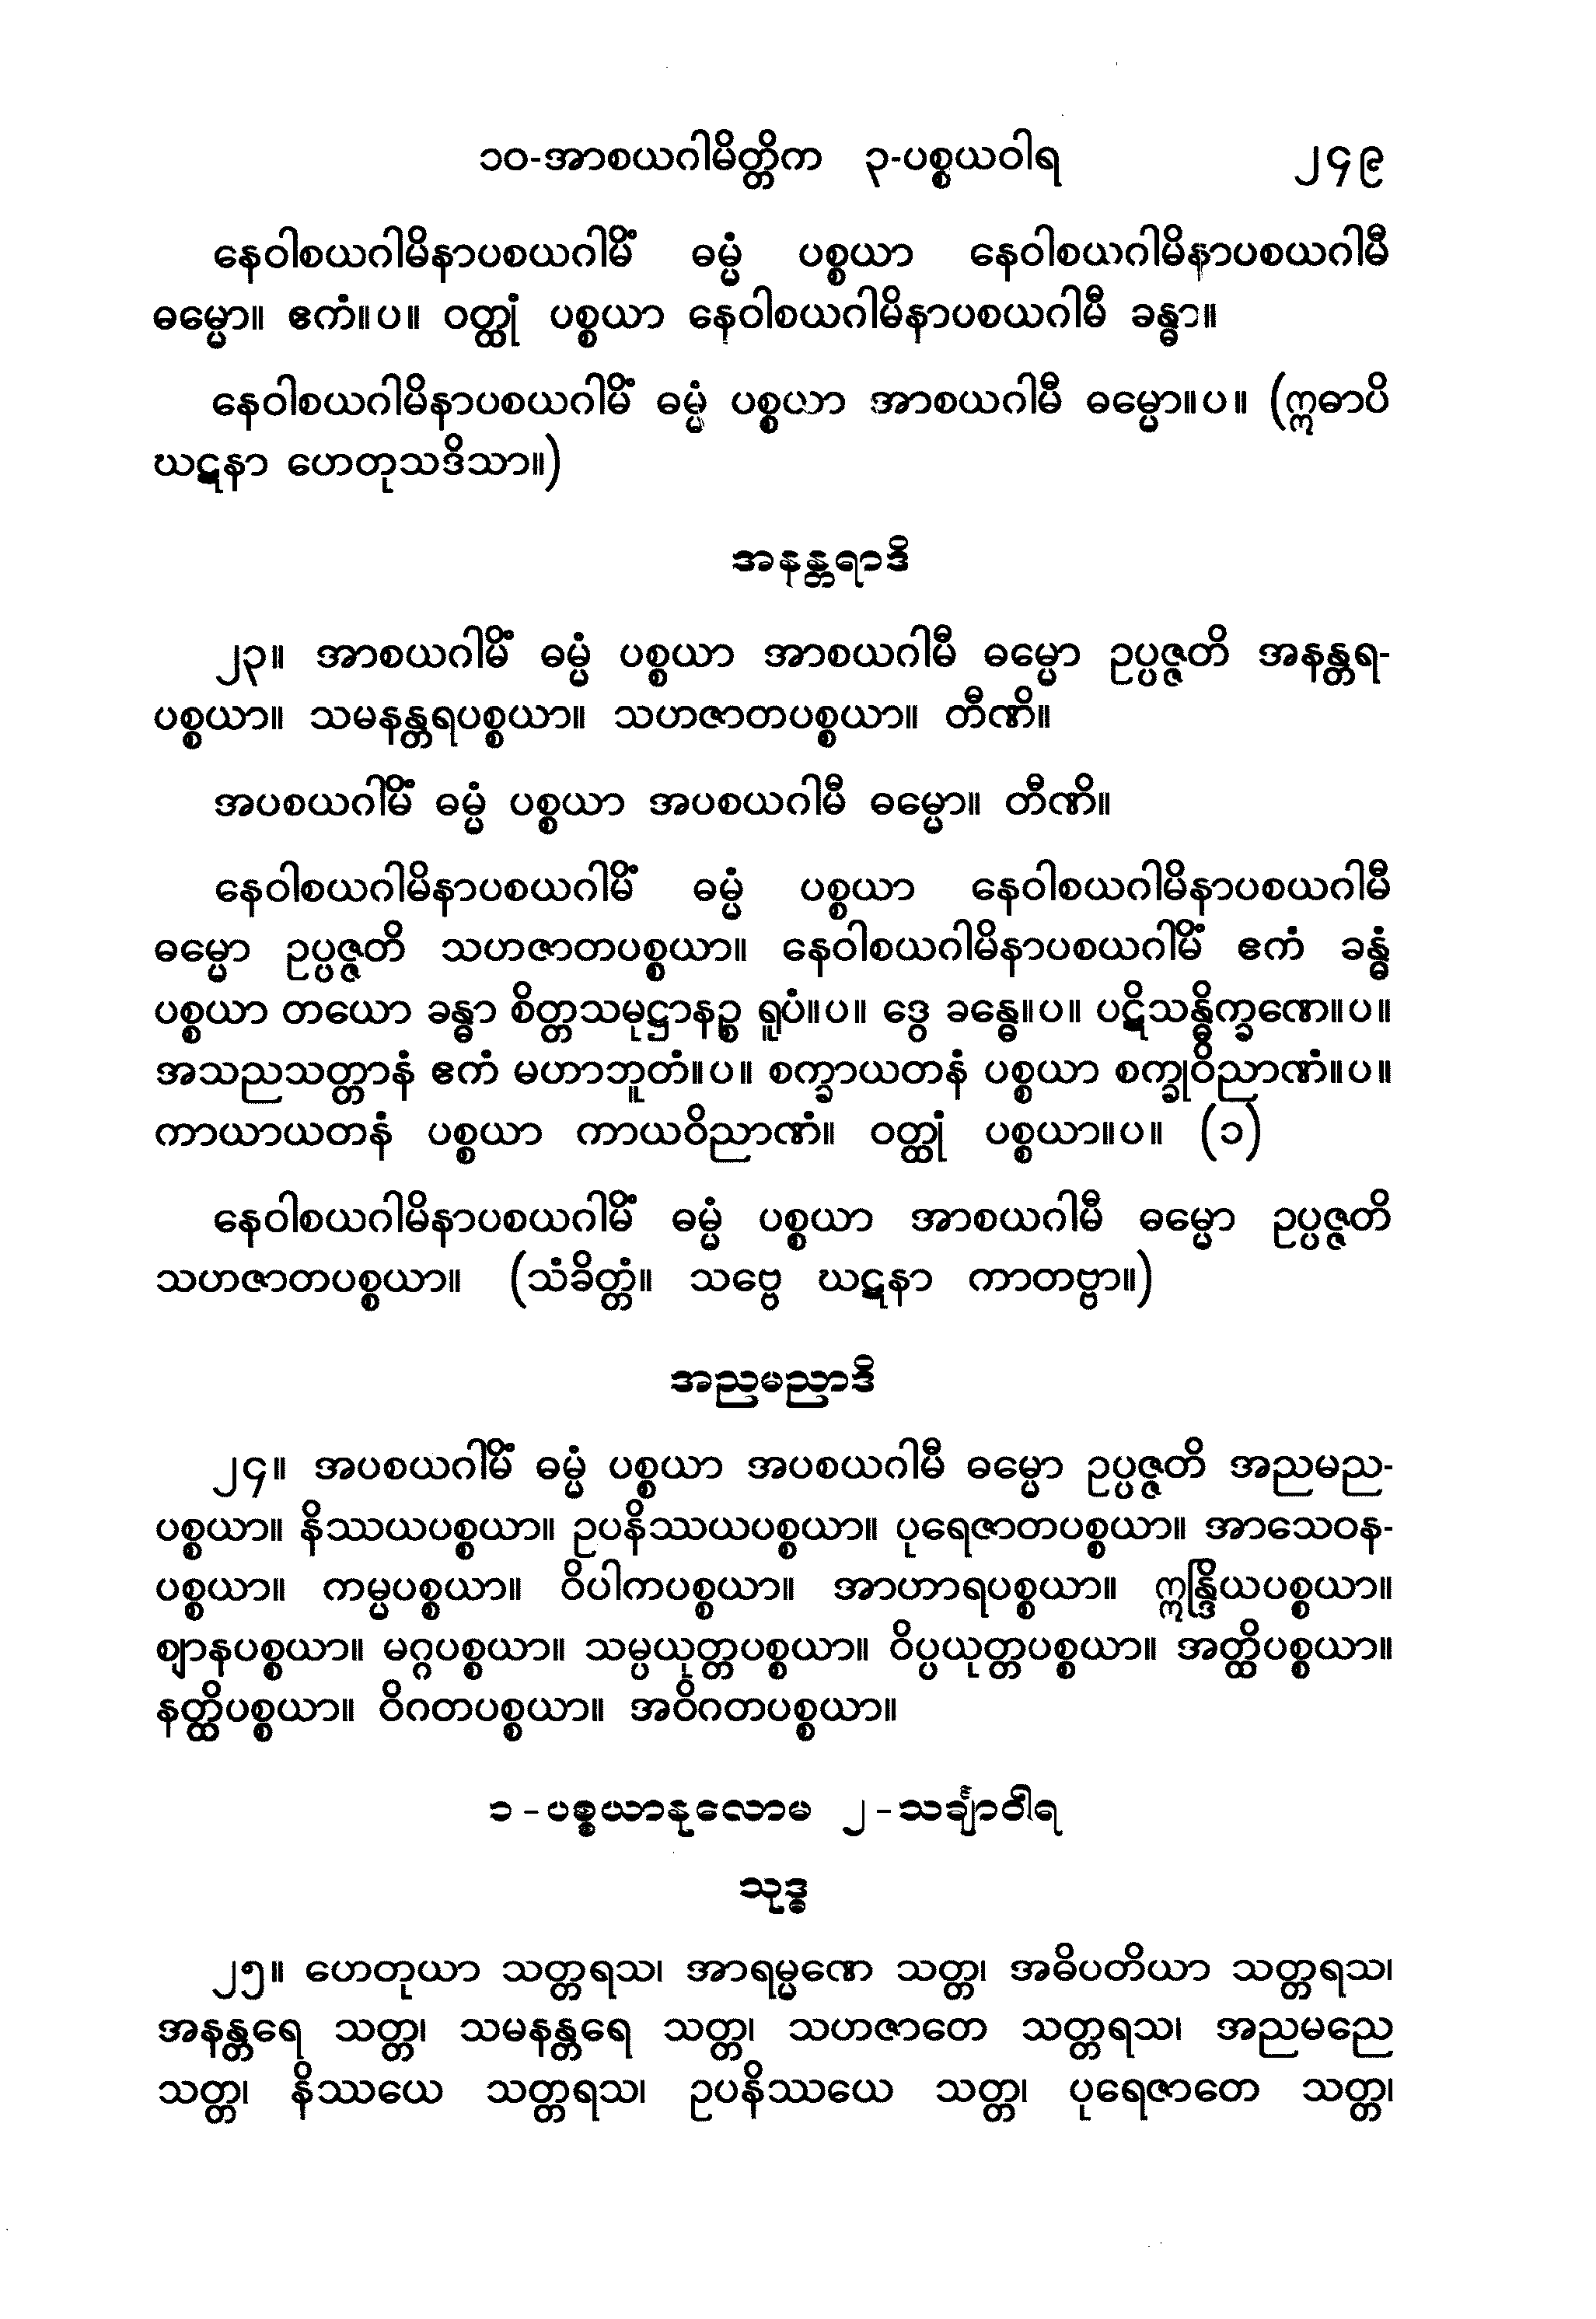 ၁၀-အာစယဂါမိတ္တိက ၃-ပစ္စယဝါရ ၂၄၉
နေဝါစယဂါမိနာပစယဂါမိံ ဓမ္မံ ပစ္စယာ နေဝါစယဂါမိနာပစယဂါမီ
ဓမ္မော။ ဧကံ။ပ။ ဝတ္ထုံ ပစ္စယာ နေဝါစယဂါမိနာပစယဂါမီ ခန္ဓာ။
နေဝါစယဂါမိနာပစယဂါမိံ ဓမ္မံ ပစ္စယာ အာစယဂါမီ ဓမ္မော။ပ။ (ဣဓာပိ
ဃဋနာ ဟေတုသဒိသာ။)
အနန္တရာဒိ
၂၃။ အာစယဂါမိံ ဓမ္မံ ပစ္စယာ အာစယဂါမီ ဓမ္မော ဥပ္ပဇ္ဇတိ အနန္တရ-
ပစ္စယာ။ သမနန္တရပစ္စယာ။ သဟဇာတပစ္စယာ။ တီဏိ။
အပစယဂါမိံ ဓမ္မံ ပစ္စယာ အပစယဂါမီ ဓမ္မော။ တီဏိ။
နေဝါစယဂါမိနာပစယဂါမိံ ဓမ္မံ ပစ္စယာ နေဝါစယဂါမိနာပစယဂါမီ
ဓမ္မော ဥပ္ပဇ္ဇတိ သဟဇာတပစ္စယာ။ နေဝါစယဂါမိနာပစယဂါမိံ ဧကံ ခန္ဓံ
ပစ္စယာ တယော ခန္ဓာ စိတ္တသမုဋ္ဌာနဉ္စ ရူပံ။ပ။ ဒွေ ခန္ဓေ။ပ။ ပဋိသန္ဓိက္ခဏေ။ပ။
အသညသတ္တာနံ ဧကံ မဟာဘူတံ။ပ။ စက္ခာယတနံ ပစ္စယာ စက္ခုဝိညာဏံ။ပ။
ကာယာယတနံ ပစ္စယာ ကာယဝိညာဏံ။ ဝတ္ထုံ ပစ္စယာ။ပ။ (၁)
နေဝါစယဂါမိနာပစယဂါမိံ ဓမ္မံ ပစ္စယာ အာစယဂါမီ ဓမ္မော ဥပ္ပဇ္ဇတိ
သဟဇာတပစ္စယာ။ (သံခိတ္တံ။ သဗ္ဗေ ဃဋနာ ကာတဗ္ဗာ။)
အညမညာဒိ
၂၄။ အပစယဂါမိံ ဓမ္မံ ပစ္စယာ အပစယဂါမီ ဓမ္မော ဥပ္ပဇ္ဇတိ အညမည-
ပစ္စယာ။ နိဿယပစ္စယာ။ ဥပနိဿယပစ္စယာ။ ပုရေဇာတပစ္စယာ။ အာသေဝန-
ပစ္စယာ။ ကမ္မပစ္စယာ။ ဝိပါကပစ္စယာ။ အာဟာရပစ္စယာ။ ဣန္ဒြိယပစ္စယာ။
ဈာနပစ္စယာ။ မဂ္ဂပစ္စယာ။ သမ္ပယုတ္တပစ္စယာ။ ဝိပ္ပယုတ္တပစ္စယာ။ အတ္ထိပစ္စယာ။
နတ္ထိပစ္စယာ။ ဝိဂတပစ္စယာ။ အဝိဂတပစ္စယာ။
၁-ပစ္စယာနုလောမ ၂-သင်္ချာဝါရ
သုဒ္ဓ
၂၅။ ဟေတုယာ သတ္တရသ၊ အာရမ္မဏေ သတ္တ၊ အဓိပတိယာ သတ္တရသ၊
အနန္တရေ သတ္တ၊ သမနန္တရေ သတ္တ၊ သဟဇာတေ သတ္တရသ၊ အညမညေ
သတ္တ၊ နိဿယေ သတ္တရသ၊ ဥပနိဿယေ သတ္တ၊ ပုရေဇာတေ သတ္တ၊